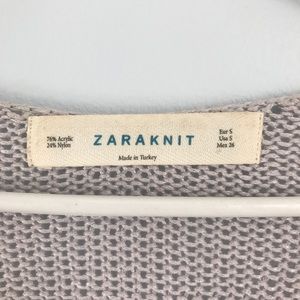 76% Acrylic
24% Nylon
ZARAKNIT
Made in Turkey
Eur S
Usa S
Mex 26